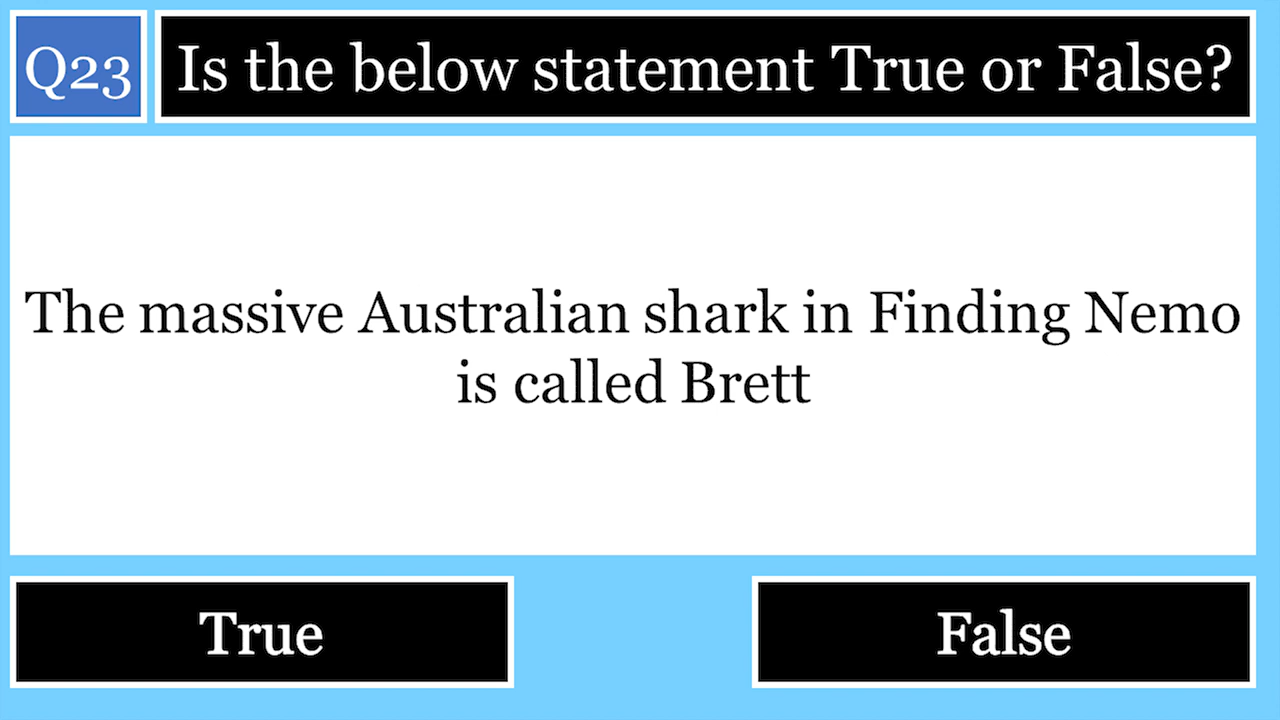 Q23
Is the below statement True or False?
The massive Australian shark in Finding Nemo
is called Brett
True
False